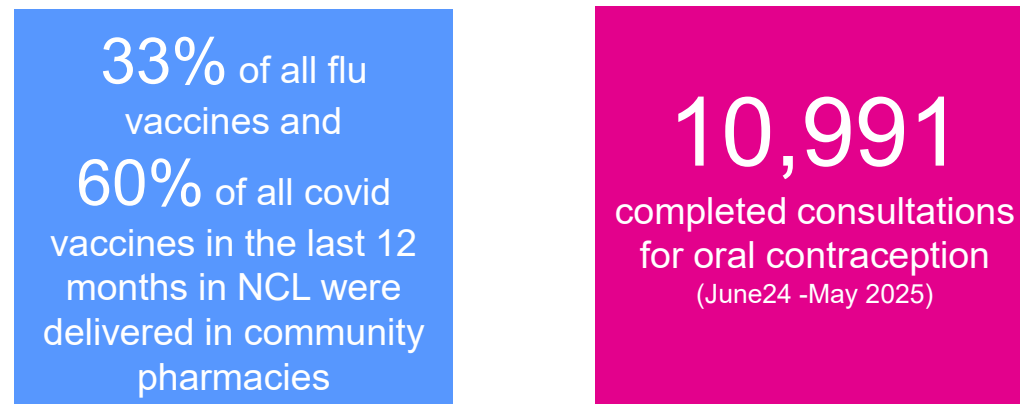 33% of all flu
vaccines and
60% of all covid
vaccines in the last 12
months in NCL were
delivered in community
pharmacies
10,991
completed consultations
for oral contraception
(June24 -May 2025)